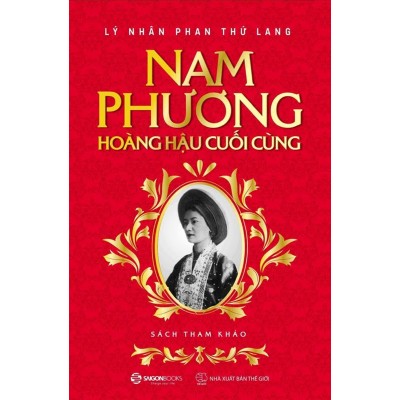 LÝ NHÂN PHAN THỨ LANG
NAM
PHƯƠNG
HOÀNG HẬU CUỐI CÙNG
SÁCH THAM KHẢO
SAIGONBOOKS
NHÀ XUẤT BẢN THẾ GIỚI